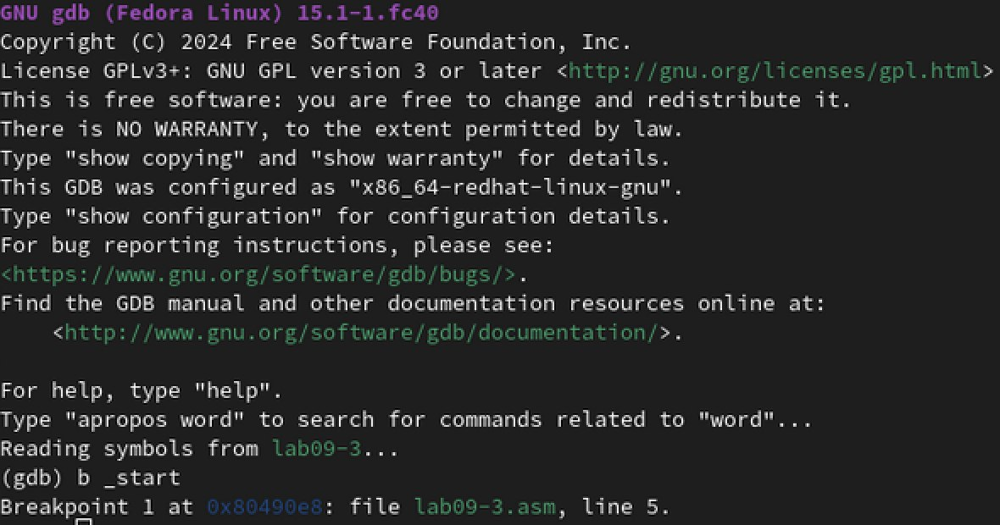 GNU gdb (Fedora Linux) 15.1-1.fc40
Copyright (C) 2024 Free Software Foundation, Inc.
License GPLv3+: GNU GPL version 3 or later <http://gnu.org/licenses/gpl.html>
This is free software: you are free to change and redistribute it.
There is NO WARRANTY, to the extent permitted by law.
Type "show copying" and "show warranty" for details.
This GDB was configured as "x86_64-redhat-linux-gnu".
Type "show configuration" for configuration details.
For bug reporting instructions, please see:
<https://www.gnu.org/software/gdb/bugs/>.
Find the GDB manual and other documentation resources online at:
    <http://www.gnu.org/software/gdb/documentation/>.

For help, type "help".
Type "apropos word" to search for commands related to "word"...
Reading symbols from lab09-3...
(gdb) b _start
Breakpoint 1 at 0x80490e8: file lab09-3.asm, line 5.